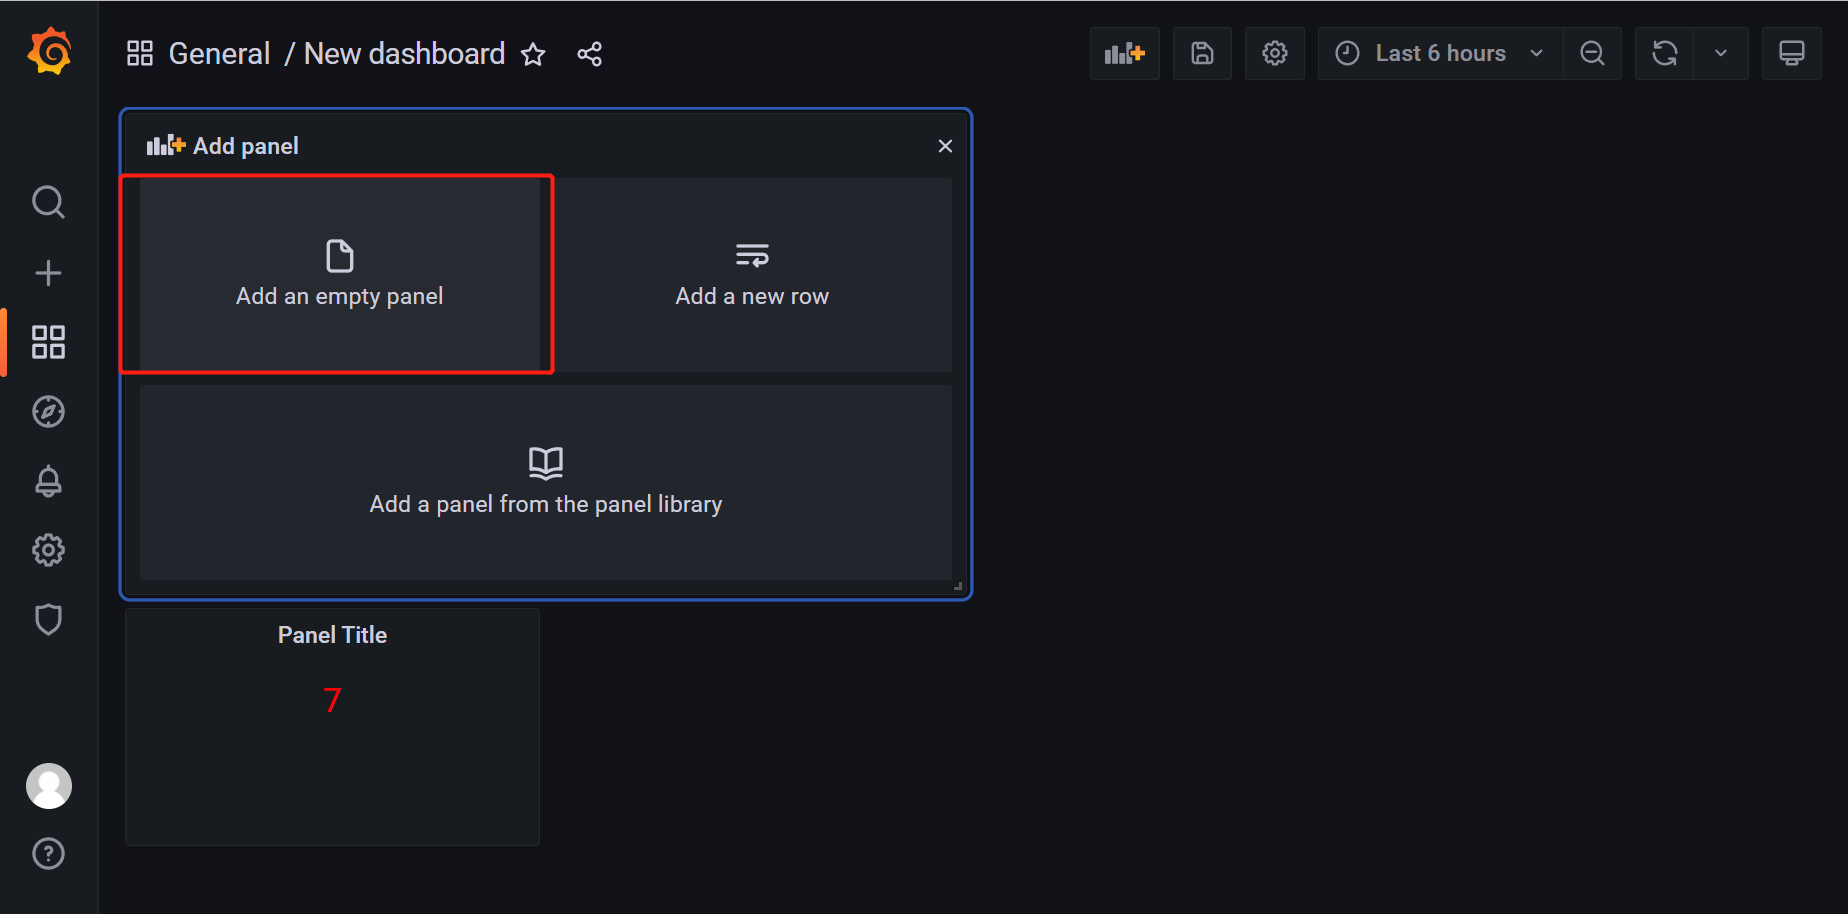 General / New dashboard
Last 6 hours
Add panel
Add an empty panel
Add a new row
Add a panel from the panel library
Panel Title
7